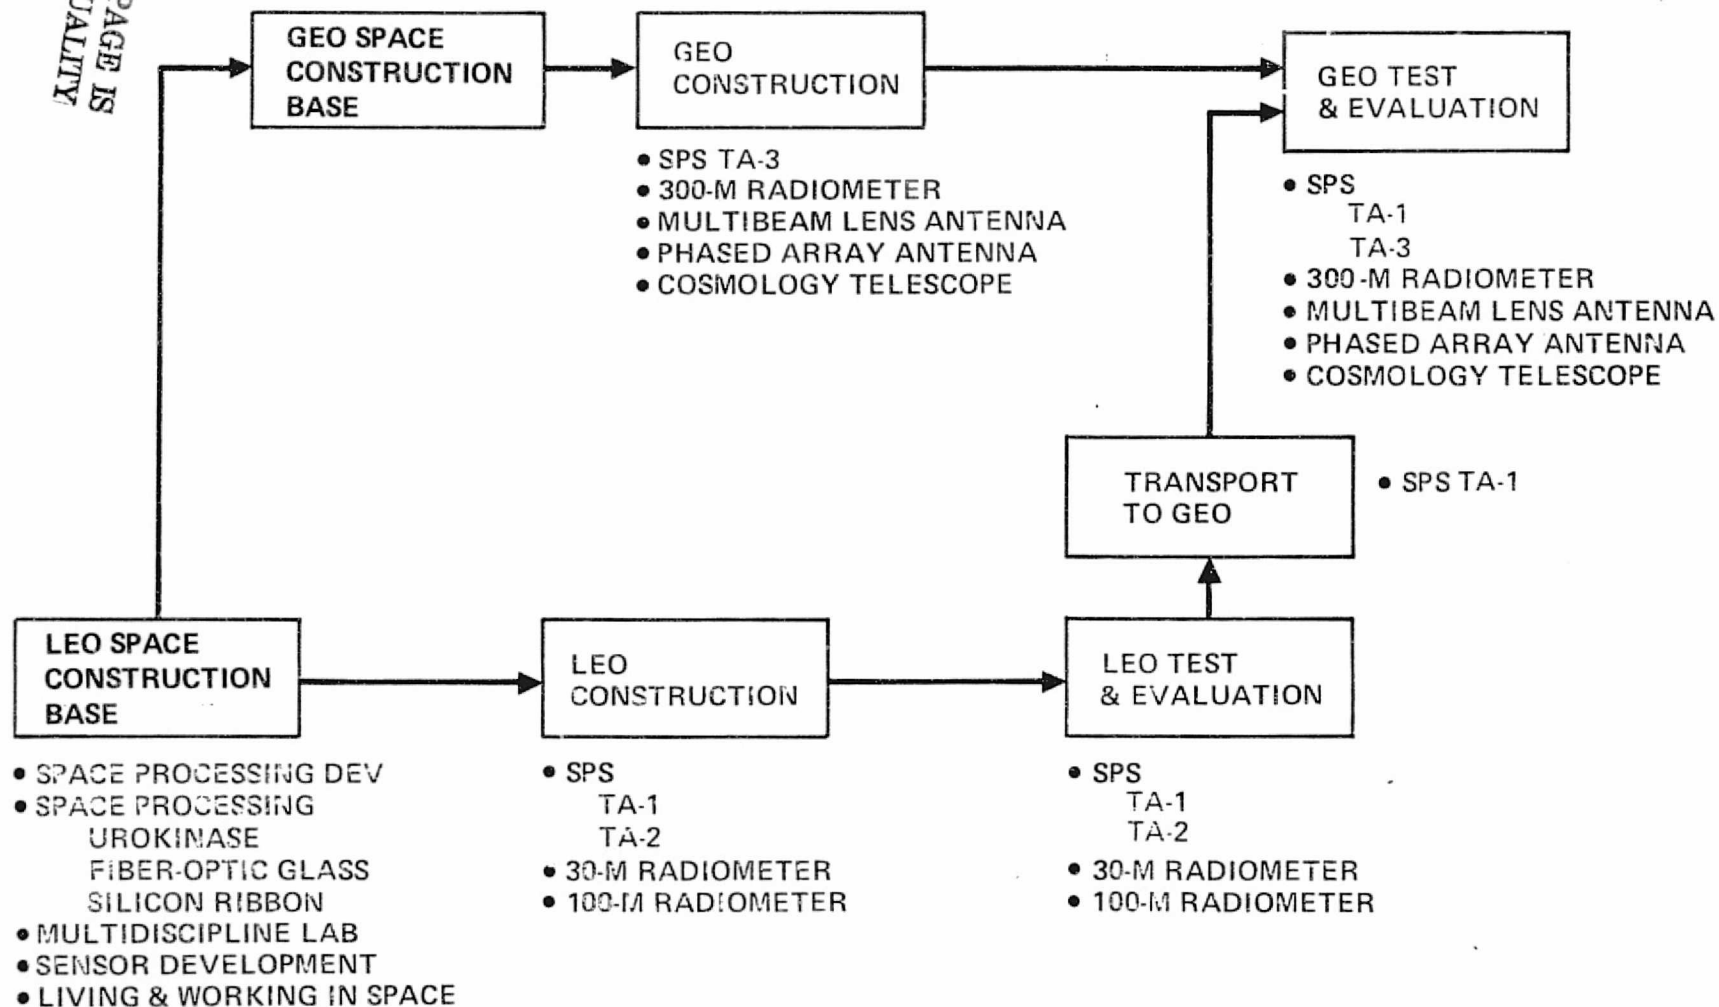 PAGE IS
UALITY
GEO SPACE
CONSTRUCTION
BASE
GEO
CONSTRUCTION
• SPS TA-3
• 300-M RADIOMETER
• MULTIBEAM LENS ANTENNA
• PHASED ARRAY ANTENNA
• COSMOLOGY TELESCOPE
GEO TEST
& EVALUATION
• SPS
TA-1
TA-3
• 300-M RADIOMETER
• MULTIBEAM LENS ANTENNA
• PHASED ARRAY ANTENNA
• COSMOLOGY TELESCOPE
TRANSPORT
TO GEO
• SPS TA-1
LEO SPACE
CONSTRUCTION
BASE
• SPACE PROCESSING DEV
• SPACE PROCESSING
UROKINASE
FIBER-OPTIC GLASS
SILICON RIBBON
• MULTIDISCIPLINE LAB
• SENSOR DEVELOPMENT
• LIVING & WORKING IN SPACE
LEO
CONSTRUCTION
• SPS
TA-1
TA-2
• 30-M RADIOMETER
• 100-M RADIOMETER
LEO TEST
& EVALUATION
• SPS
TA-1
TA-2
• 30-M RADIOMETER
• 100-M RADIOMETER